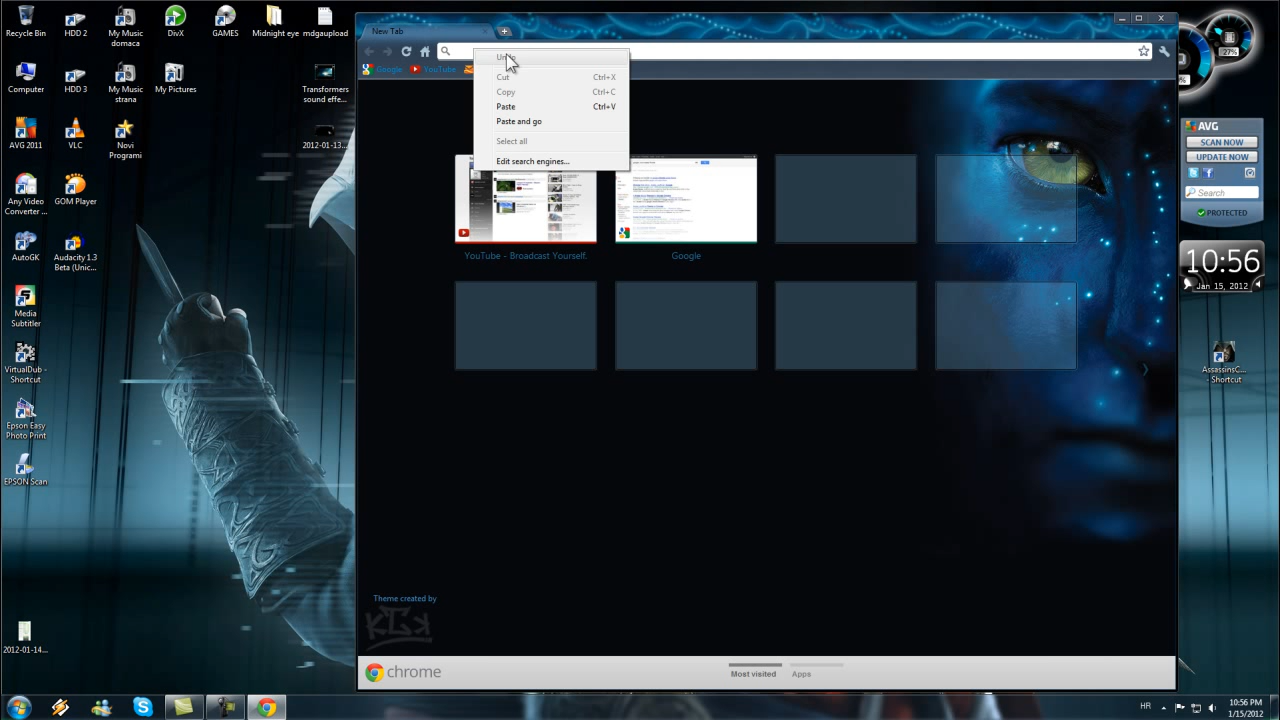 Recycle Bin
HDD 2
My Music
domaca
DivX
GAMES
Midnight eye
mdgaupload
Computer
HDD 3
My Music
strana
My Pictures
Transformers
sound effe...
AVG 2011
VLC
Novi
Programi
2012-01-13...
Any Video
Converter ...
GOM Player
AutoGK
Audacity 1.3
Beta (Unic...
Media
Subtitler
VirtualDub -
Shortcut
Epson Easy
Photo Print
EPSON Scan
2012-01-14...
New Tab
Google
YouTube
Undo
Cut Ctrl+X
Copy Ctrl+C
Paste Ctrl+V
Paste and go
Select all
Edit search engines...
YouTube - Broadcast Yourself.
Google
Theme created by
chrome
Most visited
Apps
27%
AVG
SCAN NOW
UPDATE NOW
Search
PROTECTED
10:56
Jan 15, 2012
AssassinsC...
- Shortcut
HR
10:56 PM
1/15/2012